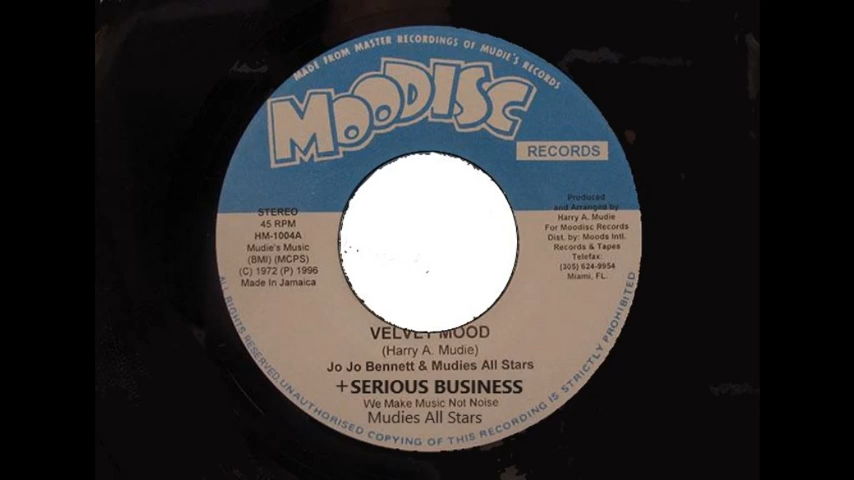 MADE FROM MASTER RECORDINGS OF MUDIE'S RECORDS
MOODISC
RECORDS
STEREO
45 RPM
HM-1004A
Mudie's Music
(BMI) (MCPS)
(C) 1972 (P) 1996
Made In Jamaica
Produced
and Arranged by
Harry A. Mudie
For Moodisc Records
Dist. by: Moods Intl.
Records & Tapes
Telefax:
(305) 624-9954
Miami, FL.
VELVET MOOD
(Harry A. Mudie)
Jo Jo Bennett & Mudies All Stars
+SERIOUS BUSINESS
We Make Music Not Noise
Mudies All Stars
ALL RIGHTS RESERVED, UNAUTHORISED COPYING OF THIS RECORDING IS STRICTLY PROHIBITED